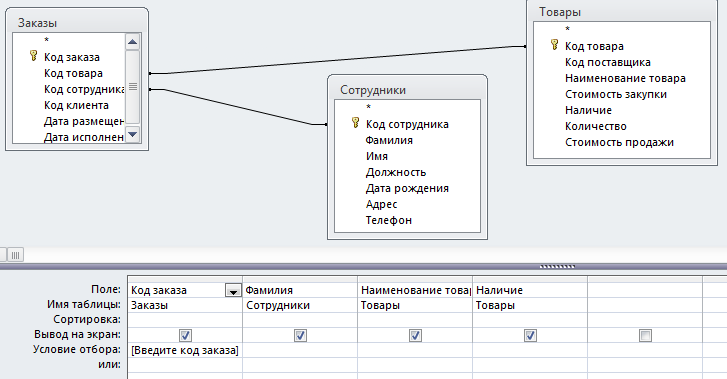 Заказы
*
Код заказа
Код товара
Код сотрудника
Код клиента
Дата размещен
Дата исполнен
Сотрудники
*
Код сотрудника
Фамилия
Имя
Должность
Дата рождения
Адрес
Телефон
Товары
*
Код товара
Код поставщика
Наименование товара
Стоимость закупки
Наличие
Количество
Стоимость продажи
Поле: Код заказа Фамилия Наименование товар Наличие
Имя таблицы: Заказы Сотрудники Товары Товары
Сортировка:
Вывод на экран:
Условие отбора: [Введите код заказа]
или: